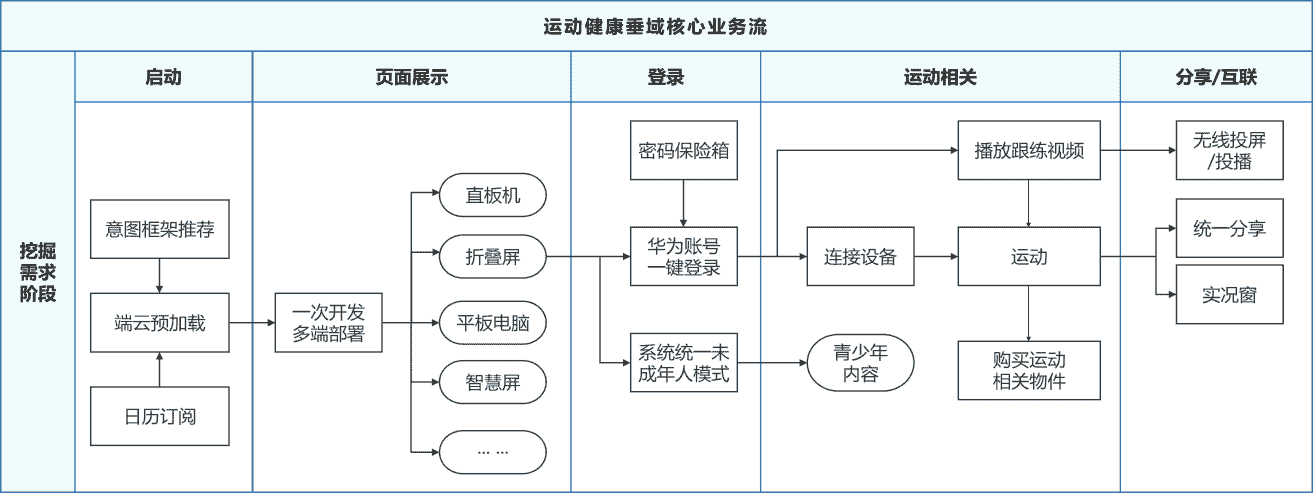 运动健康垂域核心业务流
启动
页面展示
登录
运动相关
分享/互联
挖掘
需求
阶段
意图框架推荐
端云预加载
日历订阅
一次开发
多端部署
直板机
折叠屏
平板电脑
智慧屏
... ...
密码保险箱
华为账号
一键登录
系统统一未
成年人模式
连接设备
青少年
内容
播放跟练视频
运动
购买运动
相关物件
无线投屏
/投播
统一分享
实况窗